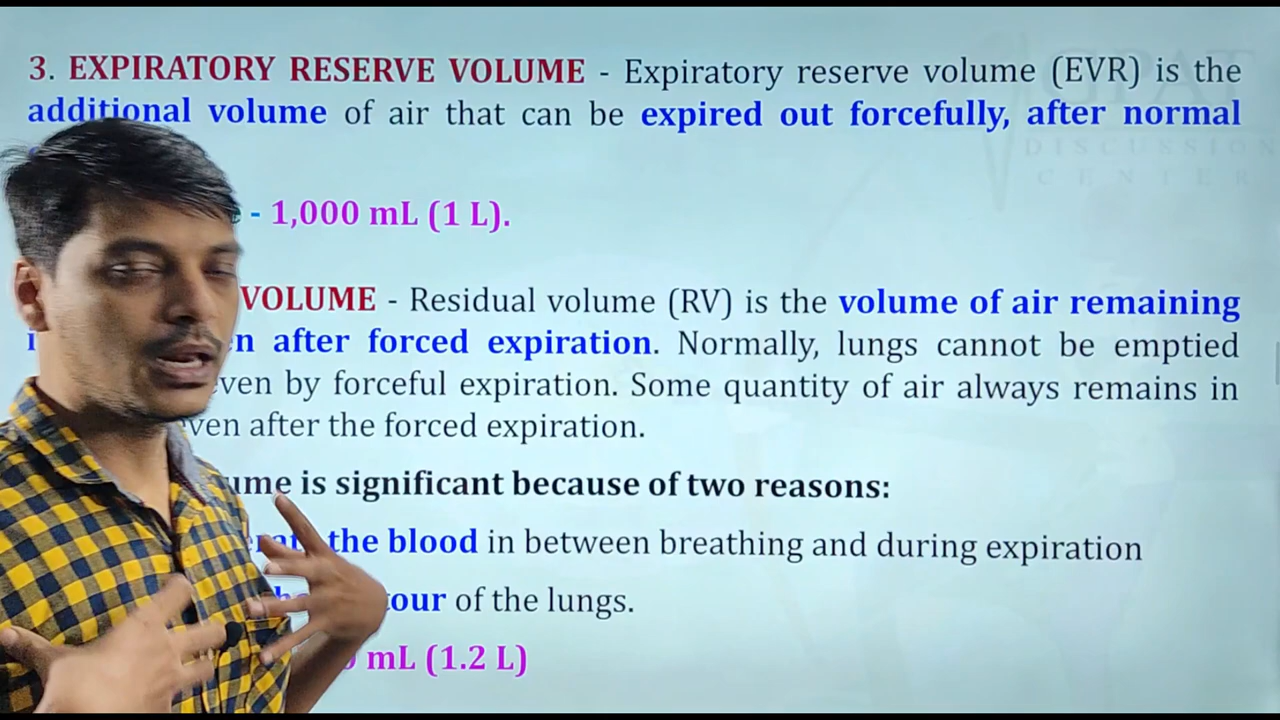 3. EXPIRATORY RESERVE VOLUME - Expiratory reserve volume (EVR) is the
additional volume of air that can be expired out forcefully, after normal
- 1,000 mL (1 L).
VOLUME - Residual volume (RV) is the volume of air remaining
after forced expiration. Normally, lungs cannot be emptied
even by forceful expiration. Some quantity of air always remains in
even after the forced expiration.
is significant because of two reasons:
the blood in between breathing and during expiration
of the lungs.
mL (1.2 L)
GPAT
DISCUSSION
CENTER